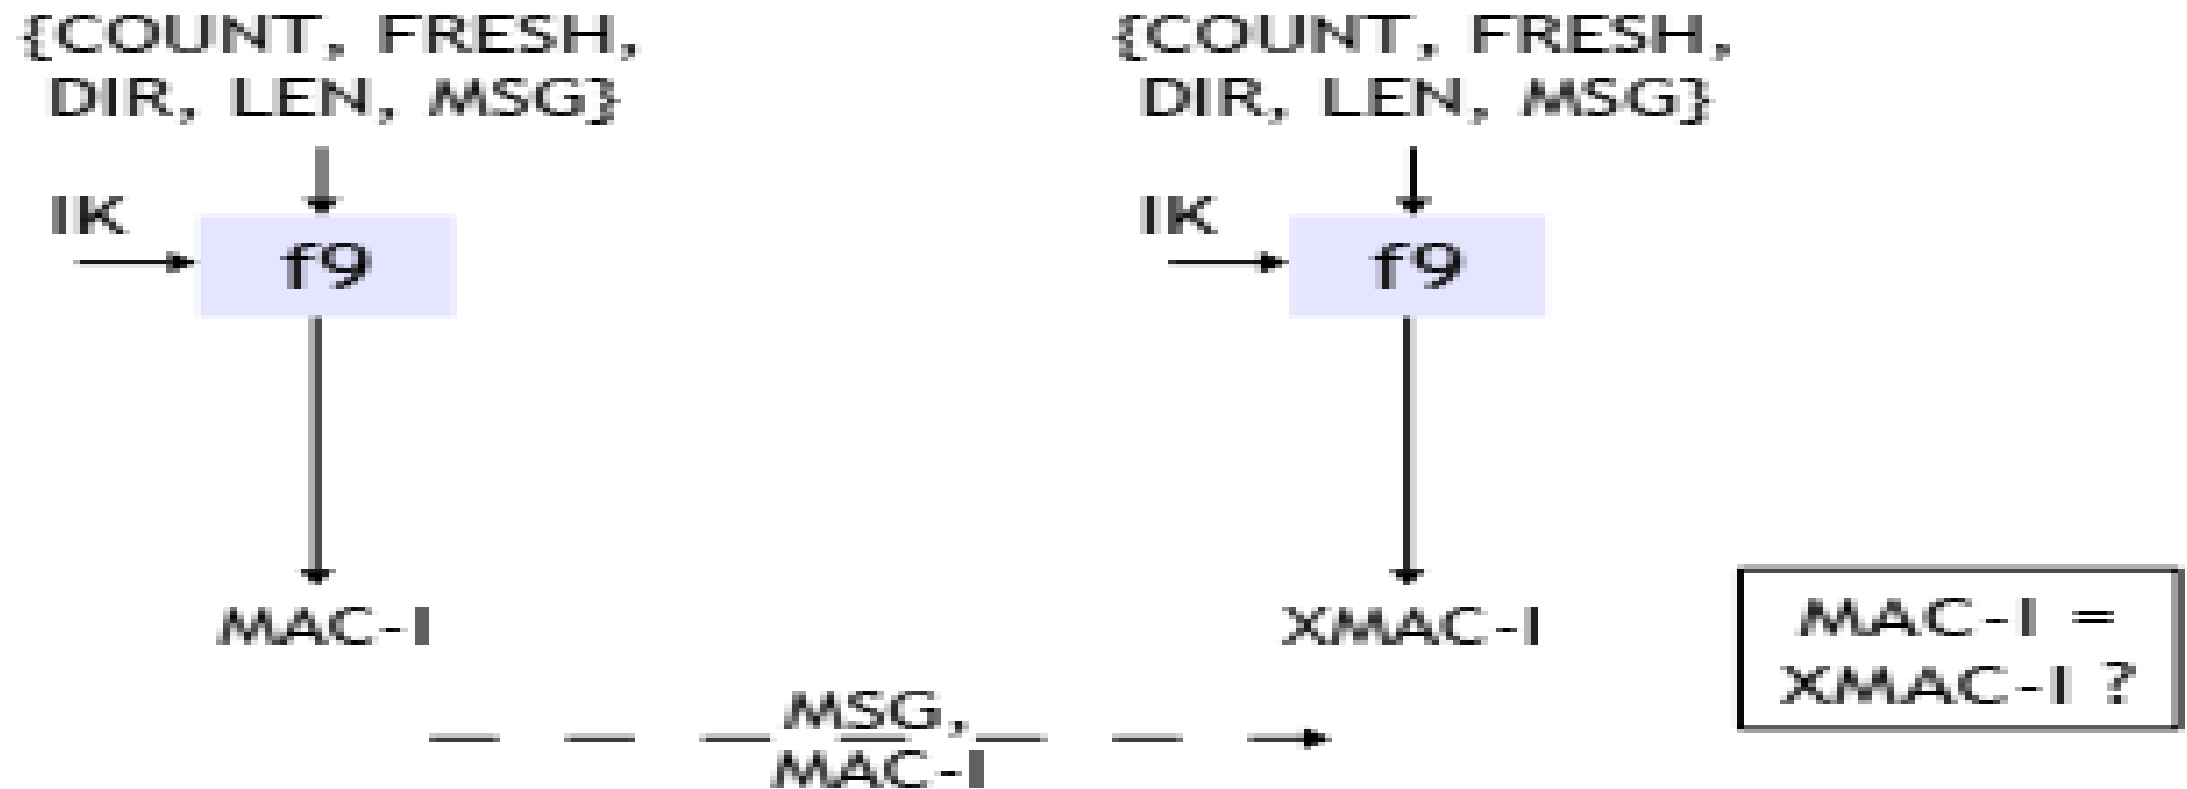 {COUNT, FRESH,
DIR, LEN, MSG}
IK
f9
MAC-I
{COUNT, FRESH,
DIR, LEN, MSG}
IK
f9
XMAC-I
MSG,
MAC-I
MAC-I =
XMAC-I ?